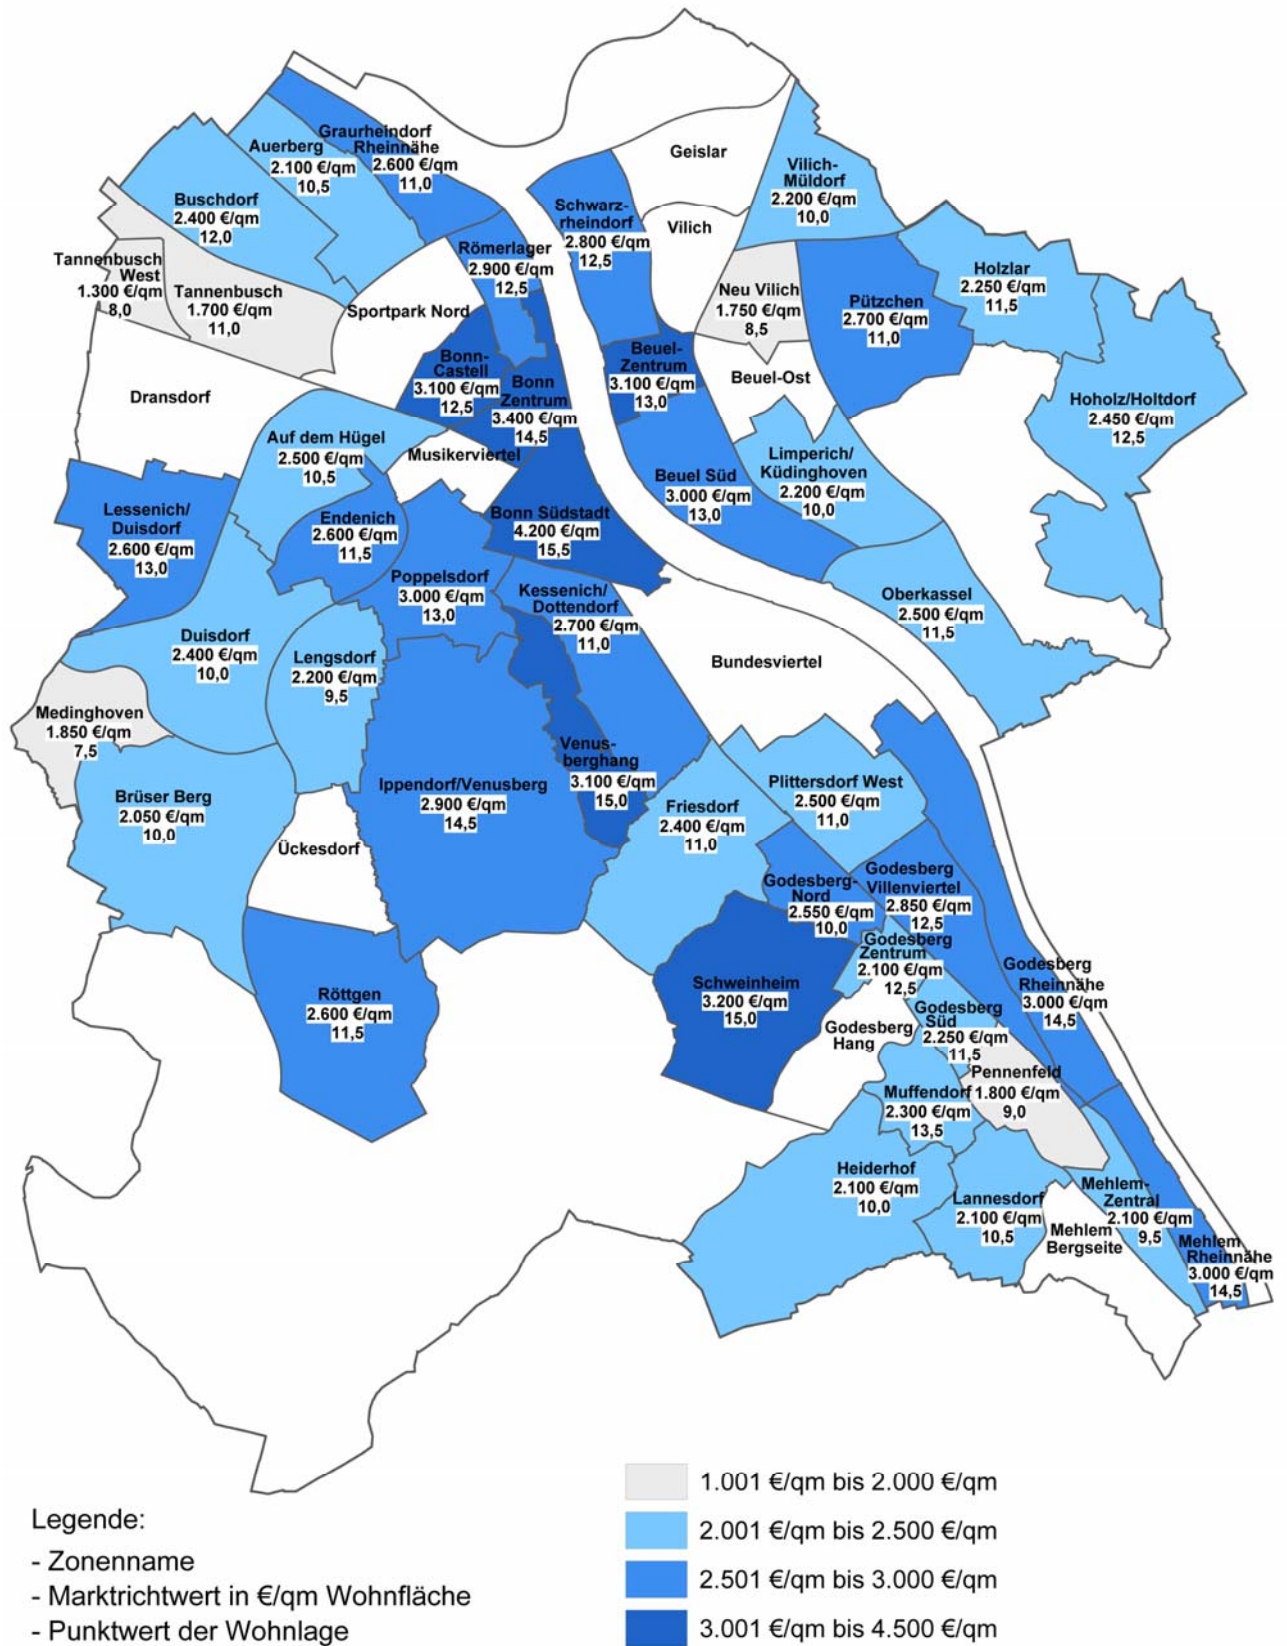 Graurheindorf
Rheinnähe
2.600 €/qm
11,0
Auerberg
2.100 €/qm
10,5
Buschdorf
2.400 €/qm
12,0
Tannenbusch
West
1.300 €/qm
8,0
Tannenbusch
1.700 €/qm
11,0
Römerlager
2.900 €/qm
12,5
Sportpark Nord
Schwarz-
rheindorf
2.800 €/qm
12,5
Geislar
Vilich
Vilich-
Müldorf
2.200 €/qm
10,0
Neu Vilich
1.750 €/qm
8,5
Pützchen
2.700 €/qm
11,0
Holzlar
2.250 €/qm
11,5
Hoholz/Holtdorf
2.450 €/qm
12,5
Dransdorf
Bonn-
Castell
3.100 €/qm
12,5
Bonn
Zentrum
3.400 €/qm
14,5
Beuel-
Zentrum
3.100 €/qm
13,0
Beuel-Ost
Auf dem Hügel
2.500 €/qm
10,5
Musikerviertel
Beuel Süd
3.000 €/qm
13,0
Limperich/
Küdinghoven
2.200 €/qm
10,0
Lessenich/
Duisdorf
2.600 €/qm
13,0
Endenich
2.600 €/qm
11,5
Bonn Südstadt
4.200 €/qm
15,5
Poppelsdorf
3.000 €/qm
13,0
Kessenich/
Dottendorf
2.700 €/qm
11,0
Oberkassel
2.500 €/qm
11,5
Duisdorf
2.400 €/qm
10,0
Lengsdorf
2.200 €/qm
9,5
Bundesviertel
Medinghoven
1.850 €/qm
7,5
Venus-
berghang
3.100 €/qm
15,0
Ippendorf/Venusberg
2.900 €/qm
14,5
Brüser Berg
2.050 €/qm
10,0
Ückesdorf
Friesdorf
2.400 €/qm
11,0
Plittersdorf West
2.500 €/qm
11,0
Godesberg-
Nord
2.550 €/qm
10,0
Godesberg
Villenviertel
2.850 €/qm
12,5
Godesberg
Zentrum
2.100 €/qm
12,5
Godesberg
Rheinnähe
3.000 €/qm
14,5
Röttgen
2.600 €/qm
11,5
Schweinheim
3.200 €/qm
15,0
Godesberg
Hang
Godesberg
Süd
2.250 €/qm
11,5
Pennenfeld
1.800 €/qm
9,0
Muffendorf
2.300 €/qm
13,5
Heiderhof
2.100 €/qm
10,0
Lannesdorf
2.100 €/qm
10,5
Mehlem
Bergseite
Mehlem-
Zentral
2.100 €/qm
9,5
Mehlem
Rheinnähe
3.000 €/qm
14,5
Legende:
- Zonenname
- Marktrichtwert in €/qm Wohnfläche
- Punktwert der Wohnlage
1.001 €/qm bis 2.000 €/qm
2.001 €/qm bis 2.500 €/qm
2.501 €/qm bis 3.000 €/qm
3.001 €/qm bis 4.500 €/qm